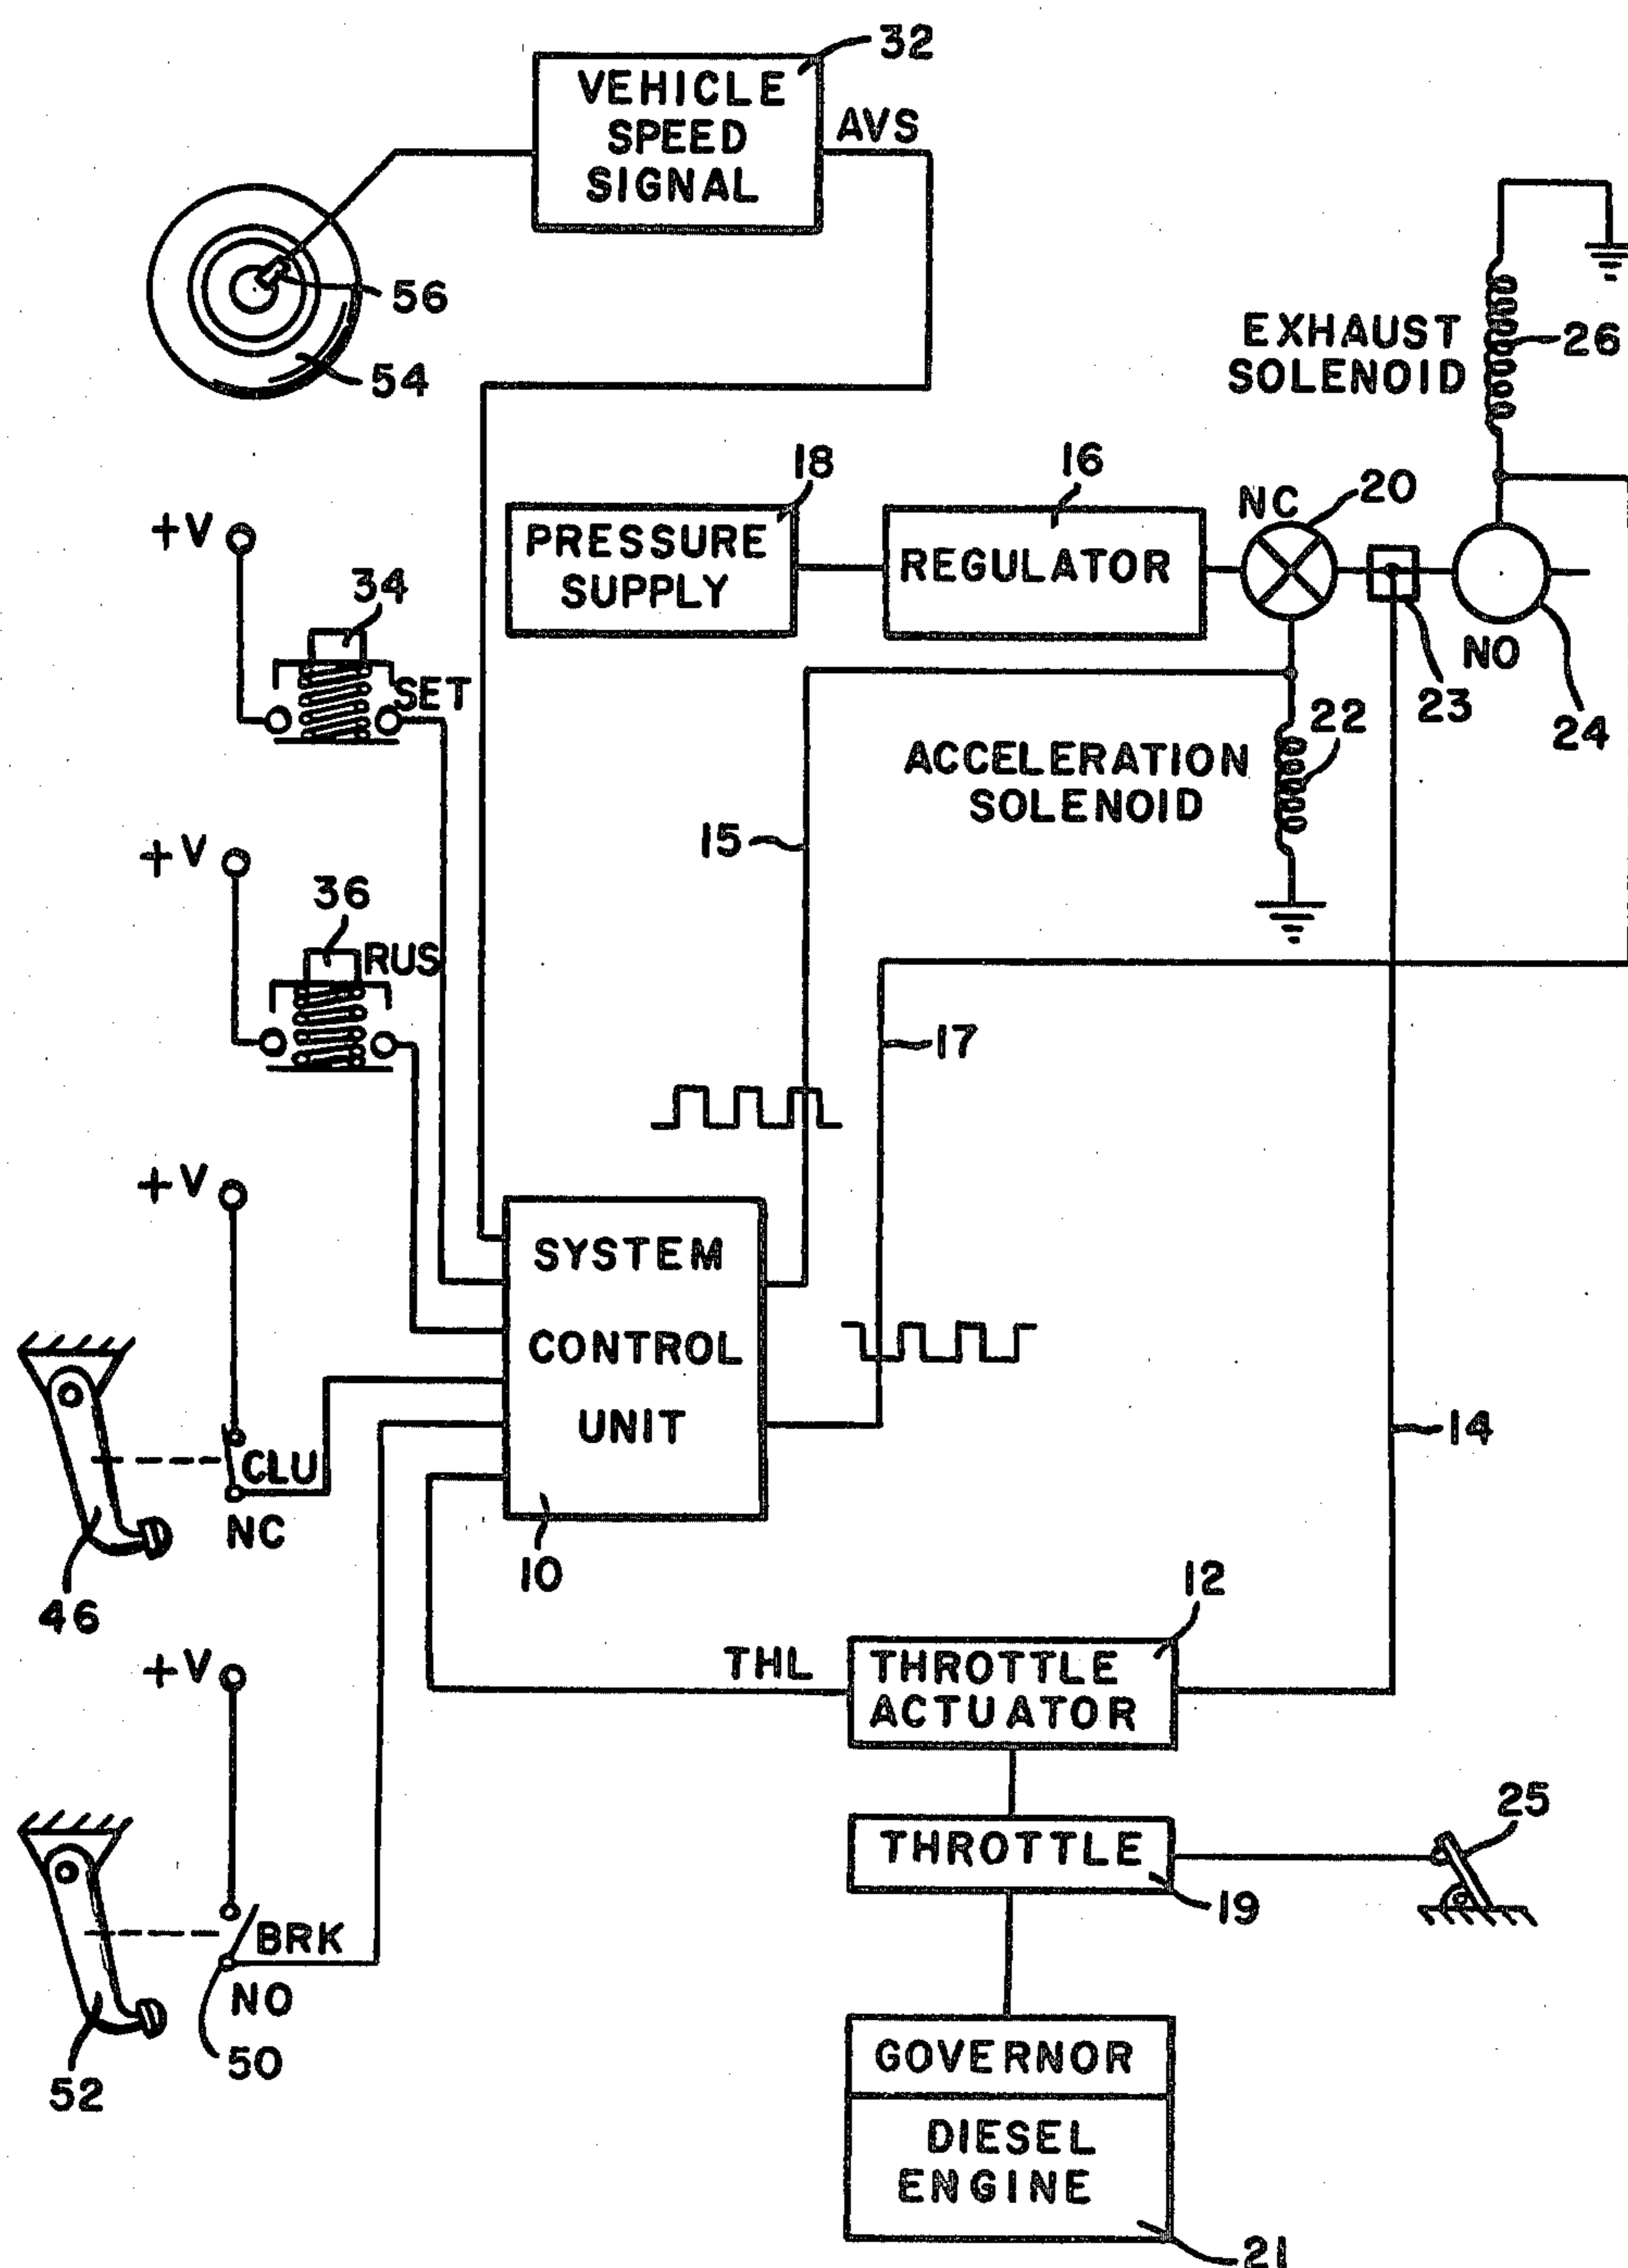 32
VEHICLE
SPEED
SIGNAL
AVS
56
54
EXHAUST
SOLENOID
26
18
16
NC
20
PRESSURE
SUPPLY
REGULATOR
NO
23
24
+V
34
SET
22
ACCELERATION
SOLENOID
15
+V
36
RUS
17
+V
SYSTEM
CONTROL
UNIT
10
CLU
NC
46
14
12
THL
THROTTLE
ACTUATOR
+V
25
THROTTLE
19
BRK
NO
50
52
GOVERNOR
DIESEL
ENGINE
21